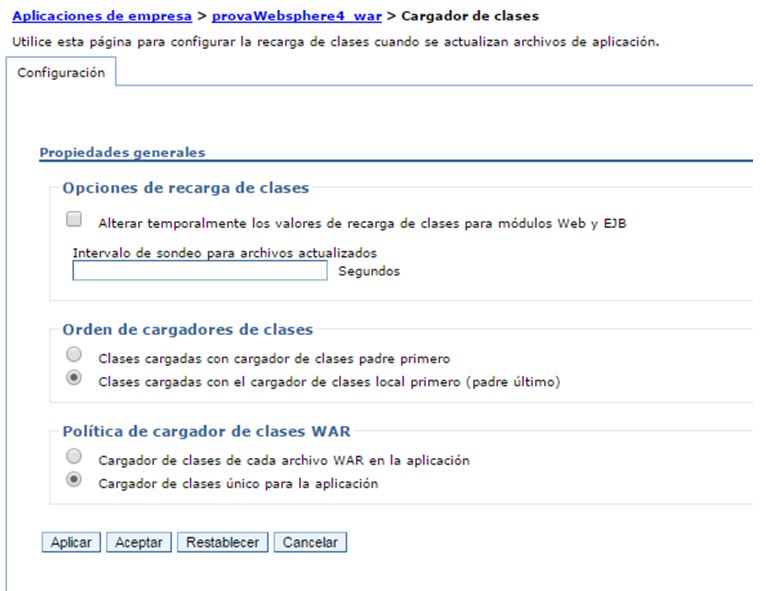 Aplicaciones de empresa > provaWebsphere4_war > Cargador de clases
Utilice esta página para configurar la recarga de clases cuando se actualizan archivos de aplicación.
Configuración
Propiedades generales
Opciones de recarga de clases
Alterar temporalmente los valores de recarga de clases para módulos Web y EJB
Intervalo de sondeo para archivos actualizados
Segundos
Orden de cargadores de clases
Clases cargadas con cargador de clases padre primero
Clases cargadas con el cargador de clases local primero (padre último)
Política de cargador de clases WAR
Cargador de clases de cada archivo WAR en la aplicación
Cargador de clases único para la aplicación
Aplicar Aceptar Restablecer Cancelar